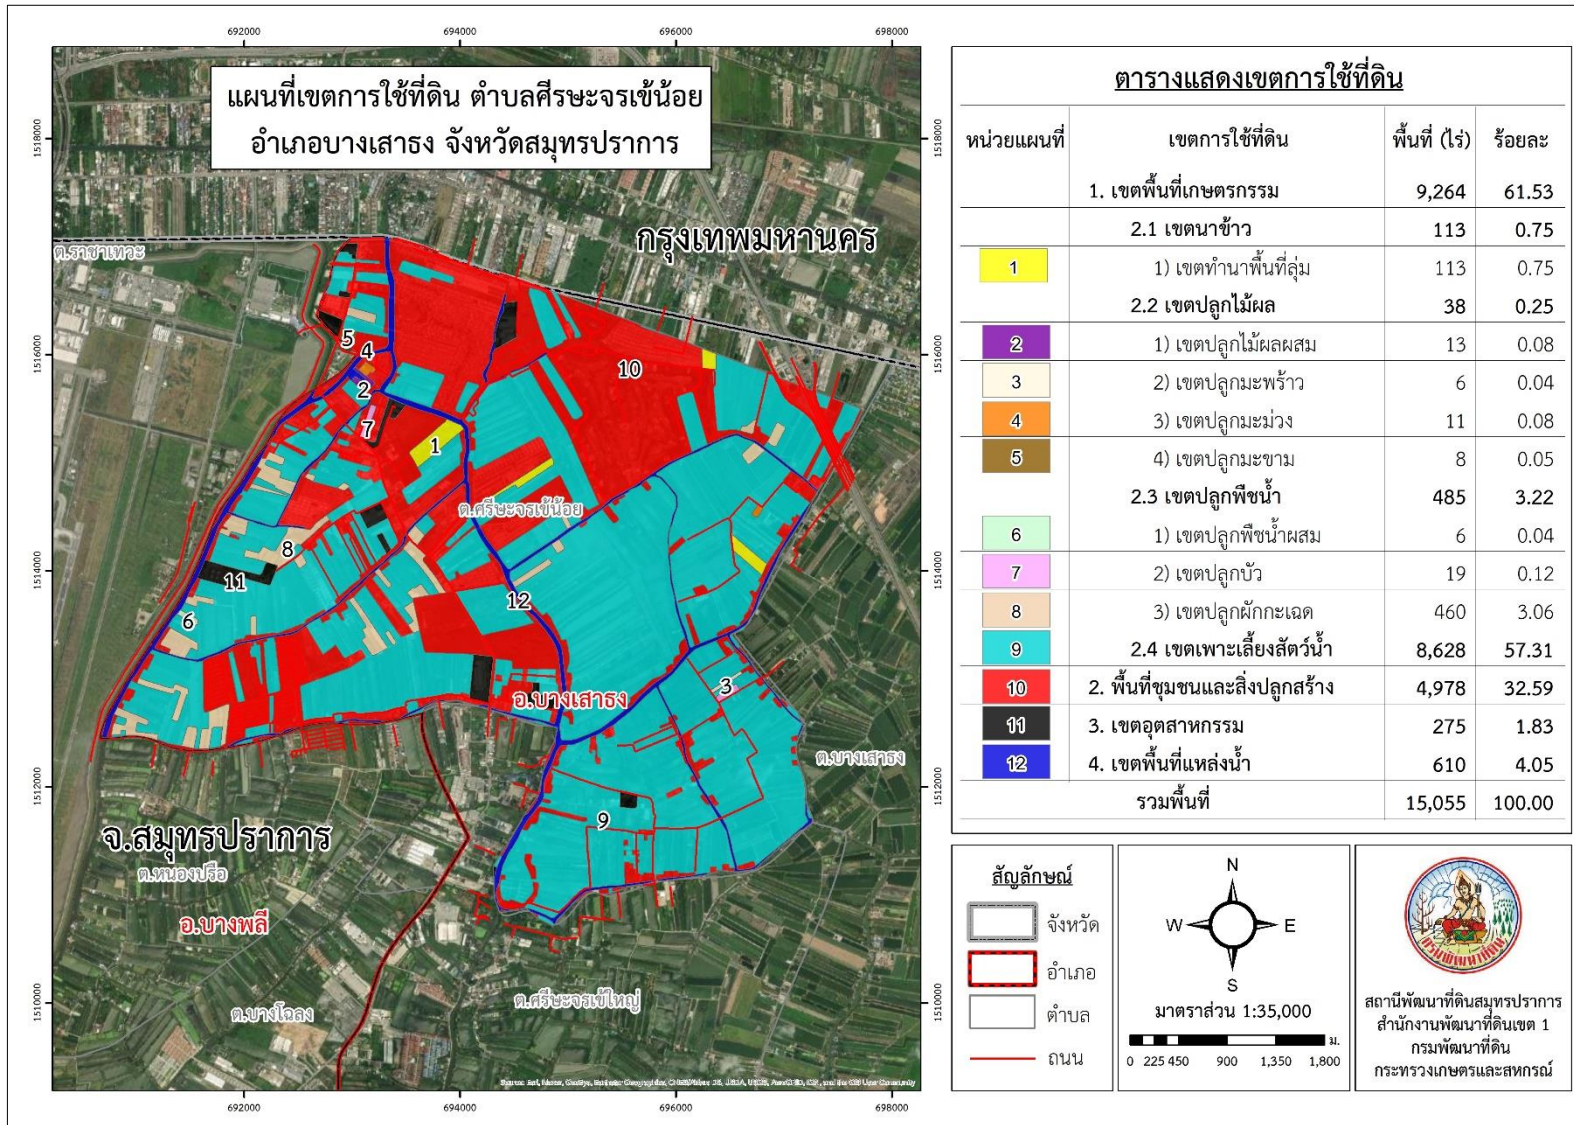 692000 694000 696000 698000
แผนที่เขตการใช้ที่ดิน ตำบลศีรษะจรเข้น้อย
อำเภอบางเสาธง จังหวัดสมุทรปราการ
1518000 1518000
กรุงเทพมหานคร
ต.ราชาเทวะ
5
4
10
1516000 1516000
2
7
1
ต.ศรีษะจรเข้น้อย
8
11
1514000 1514000
12
6
3
อ.บางเสาธง
ต.บางเสาธง
1512000 1512000
9
จ.สมุทรปราการ
ต.หนองปรือ
อ.บางพลี
ต.ศรีษะจรเข้ใหญ่
ต.บางโฉลง
1510000 1510000
692000 694000 696000 698000
ตารางแสดงเขตการใช้ที่ดิน
หน่วยแผนที่ เขตการใช้ที่ดิน พื้นที่ (ไร่) ร้อยละ
1. เขตพื้นที่เกษตรกรรม 9,264 61.53
2.1 เขตนาข้าว 113 0.75
1 1) เขตทำนาพื้นที่ลุ่ม 113 0.75
2.2 เขตปลูกไม้ผล 38 0.25
2 1) เขตปลูกไม้ผลผสม 13 0.08
3 2) เขตปลูกมะพร้าว 6 0.04
4 3) เขตปลูกมะม่วง 11 0.08
5 4) เขตปลูกมะขาม 8 0.05
2.3 เขตปลูกพืชน้ำ 485 3.22
6 1) เขตปลูกพืชน้ำผสม 6 0.04
7 2) เขตปลูกบัว 19 0.12
8 3) เขตปลูกผักกะเฉด 460 3.06
9 2.4 เขตเพาะเลี้ยงสัตว์น้ำ 8,628 57.31
10 2. พื้นที่ชุมชนและสิ่งปลูกสร้าง 4,978 32.59
11 3. เขตอุตสาหกรรม 275 1.83
12 4. เขตพื้นที่แหล่งน้ำ 610 4.05
รวมพื้นที่ 15,055 100.00
สัญลักษณ์
จังหวัด
อำเภอ
ตำบล
ถนน
N
W E
S
มาตราส่วน 1:35,000
ม.
0 225 450 900 1,350 1,800
กรมพัฒนาที่ดิน
สถานีพัฒนาที่ดินสมุทรปราการ
สำนักงานพัฒนาที่ดินเขต 1
กรมพัฒนาที่ดิน
กระทรวงเกษตรและสหกรณ์